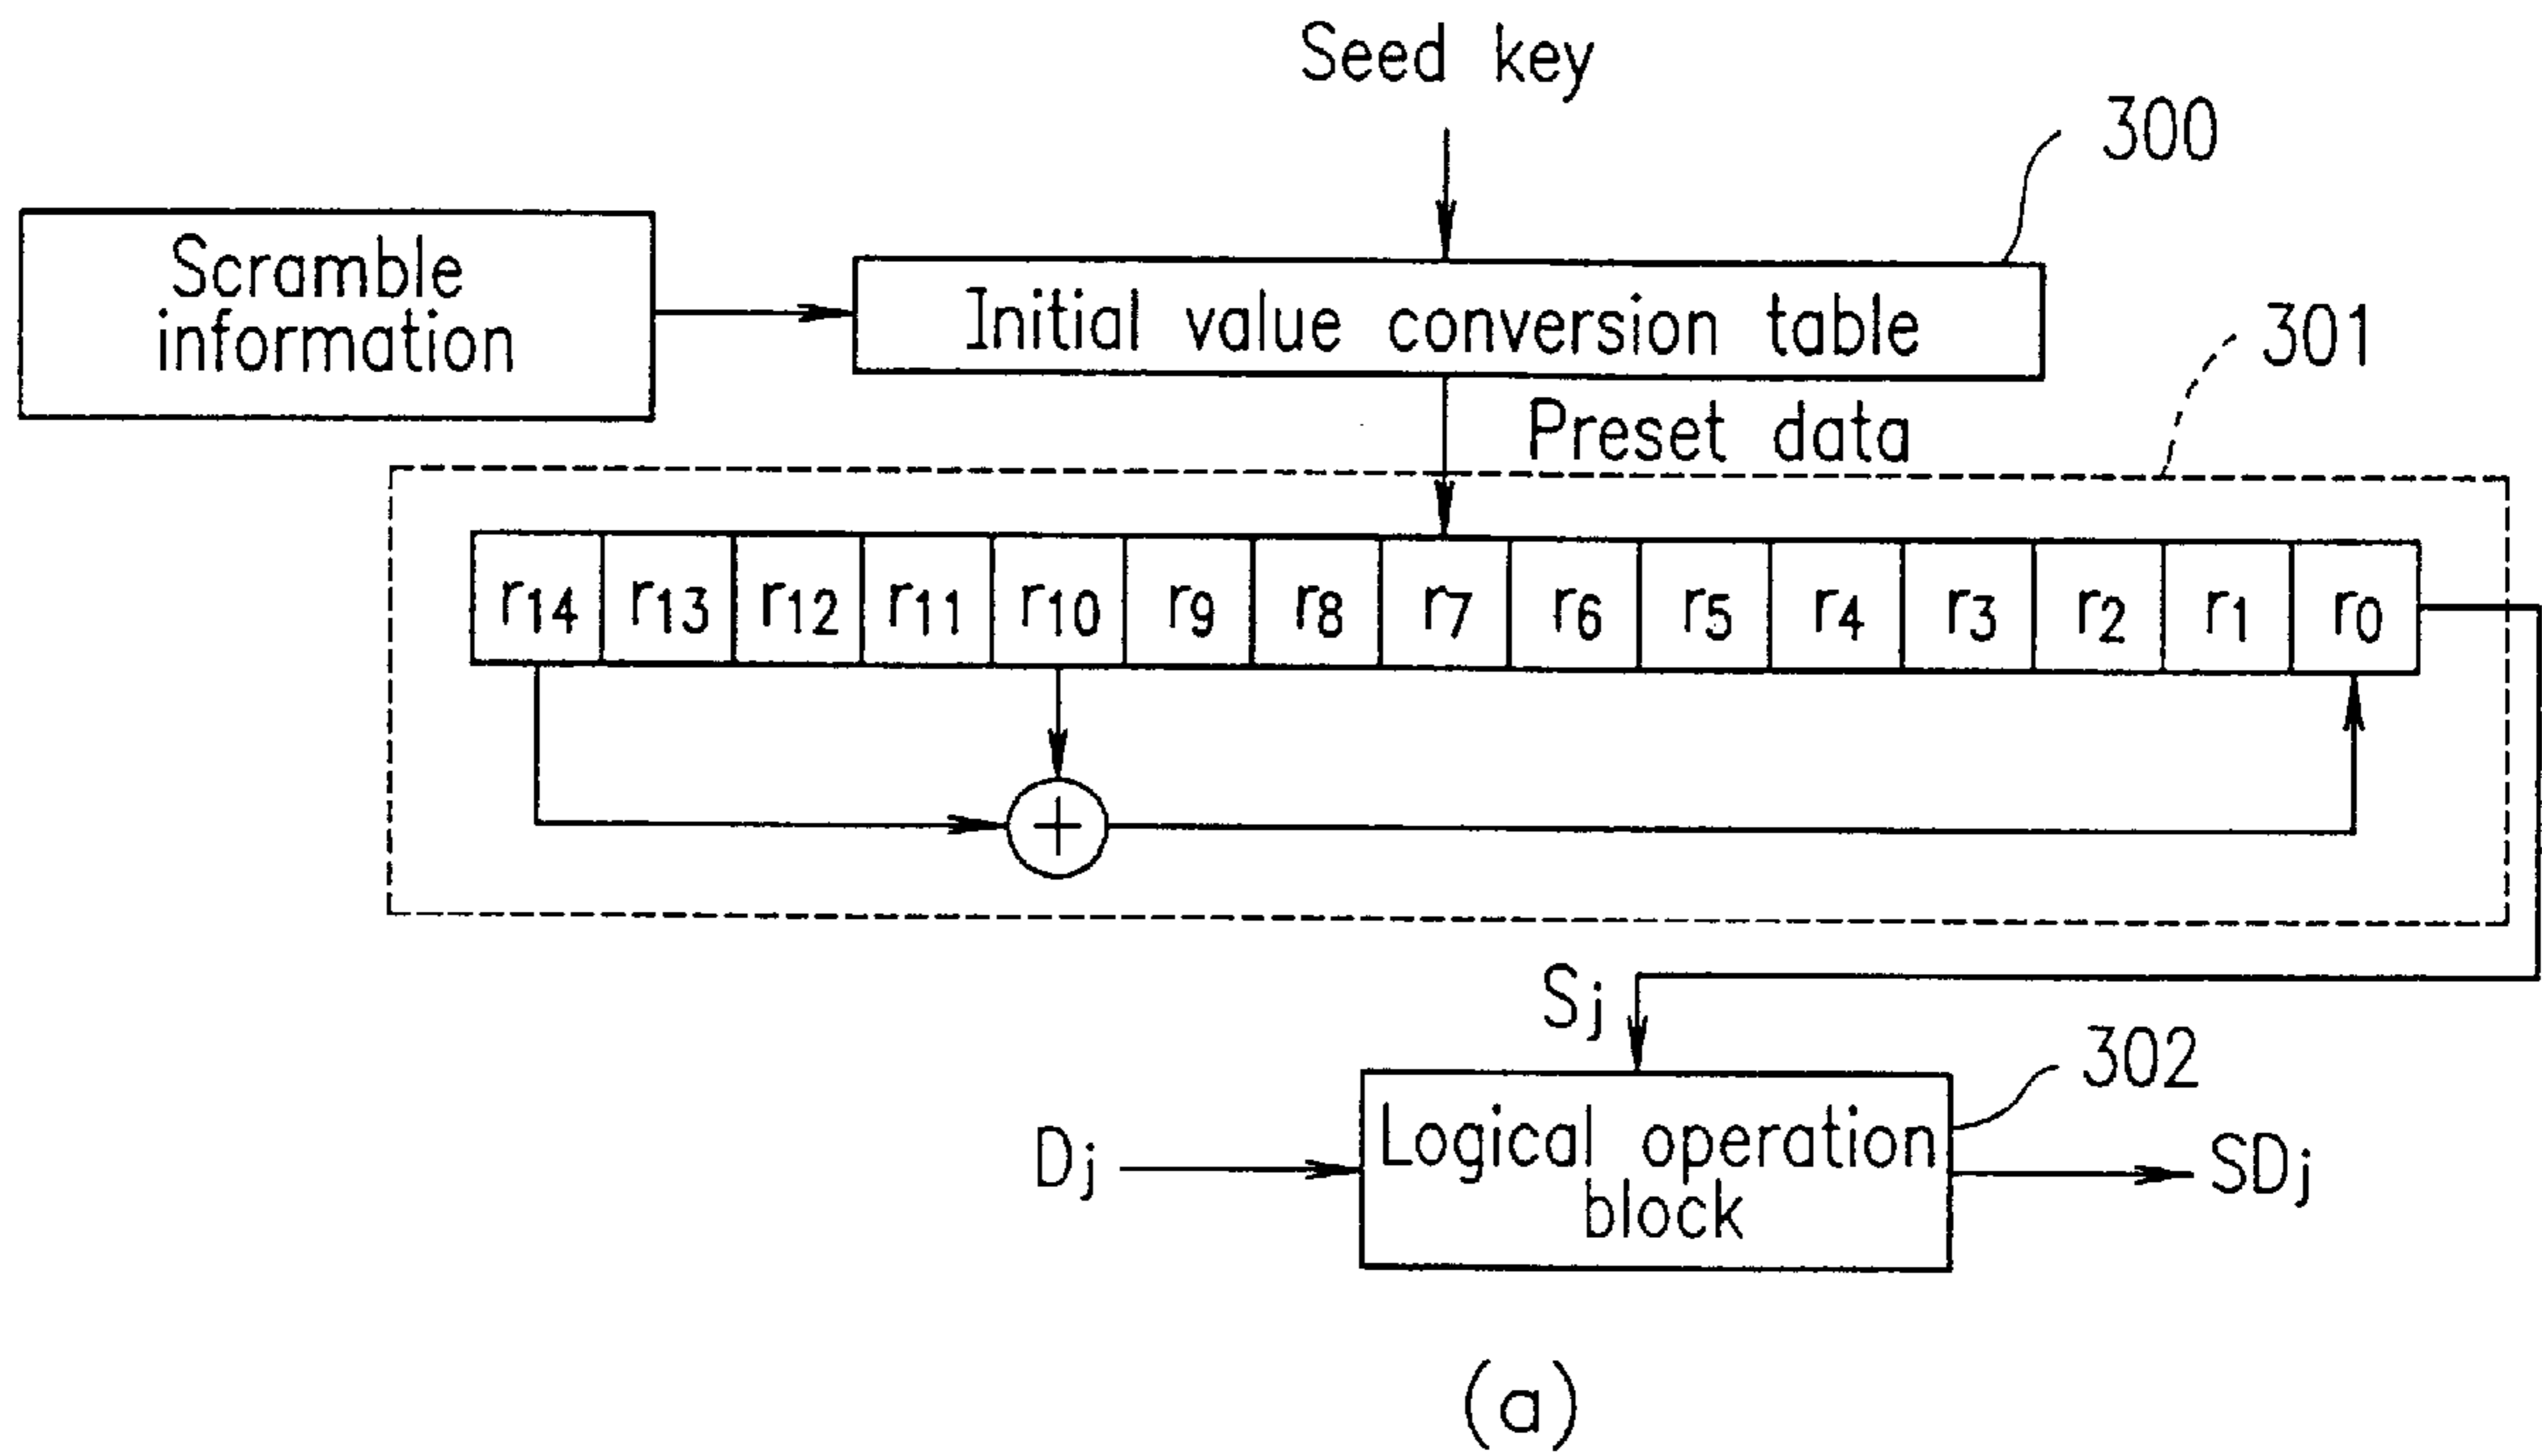 Seed key
300
Scramble
information
Initial value conversion table
301
Preset data
r14 r13 r12 r11 r10 r9 r8 r7 r6 r5 r4 r3 r2 r1 r0
+
Sj
302
Dj
Logical operation
block
SDj
(a)